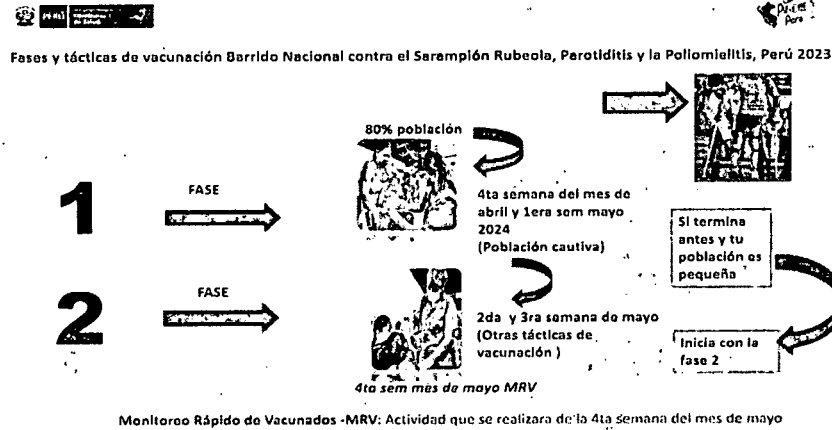 PERÚ
Fases y tácticas de vacunación Barrido Nacional contra el Sarampión Rubeola, Parotiditis y la Poliomielitis, Perú 2023
80% población
1
FASE
4ta semana del mes de
abril y 1era sem mayo
2024
(Población cautiva)
Si termina
antes y tu
población es
pequeña
2
FASE
2da y 3ra semana de mayo
(Otras tácticas de
vacunación )
Inicia con la
fase 2
4ta sem mes de mayo MRV
Monitoreo Rápido de Vacunados -MRV: Actividad que se realizara de la 4ta semana del mes de mayo